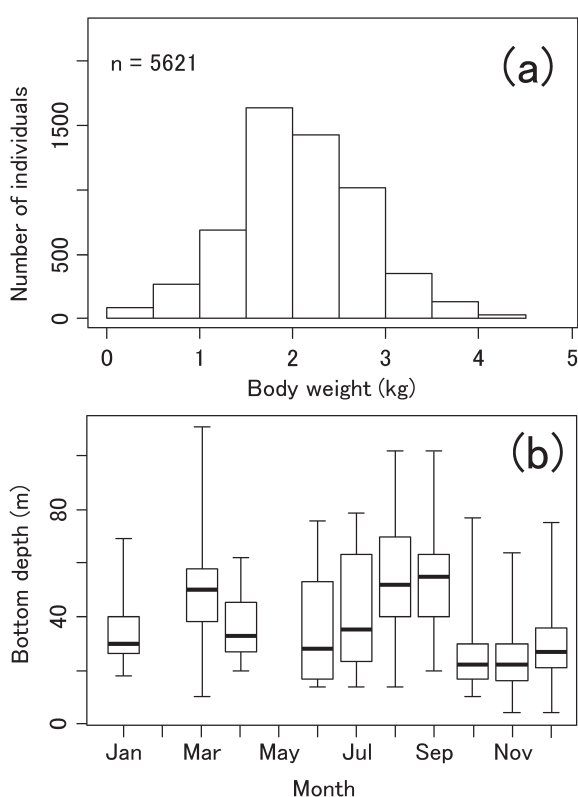 n = 5621
(a)
Number of individuals
1500
500
0
0 1 2 3 4 5
Body weight (kg)
(b)
Bottom depth (m)
80
40
0
Jan Mar May Jul Sep Nov
Month